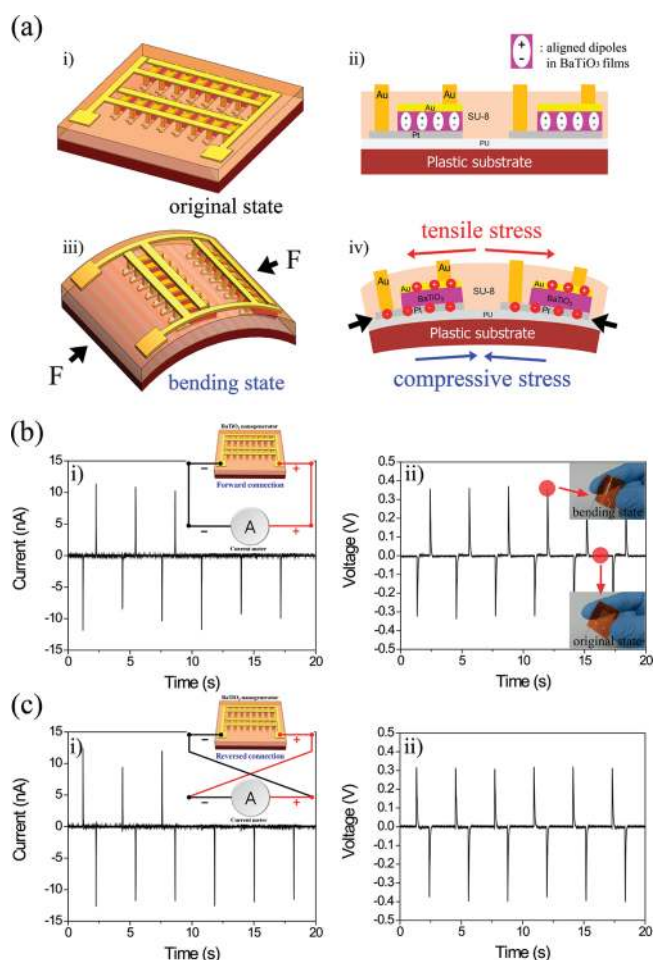 (a)
i)
original state
ii)
+
-
: aligned dipoles
in BaTiO₃ films
Au
Au
Au
SU-8
Pt
PU
Plastic substrate
iii)
F
F
bending state
iv)
tensile stress
Au
Au
Au
SU-8
Au
BaTiO₃
BaTiO₃
Pt
Pt
PU
Plastic substrate
compressive stress
(b)
i)
BaTiO₃ nanogenerator
− +
Forward connection
A
− +
Current meter
15
10
5
0
-5
-10
-15
Current (nA)
0 5 10 15 20
Time (s)
ii)
bending state
original state
0.5
0.4
0.3
0.2
0.1
0.0
-0.1
-0.2
-0.3
-0.4
-0.5
Voltage (V)
0 5 10 15 20
Time (s)
(c)
i)
BaTiO₃ nanogenerator
− +
Reversed connection
A
− +
Current meter
15
10
5
0
-5
-10
-15
Current (nA)
0 5 10 15 20
Time (s)
ii)
0.5
0.4
0.3
0.2
0.1
0.0
-0.1
-0.2
-0.3
-0.4
-0.5
Voltage (V)
0 5 10 15 20
Time (s)